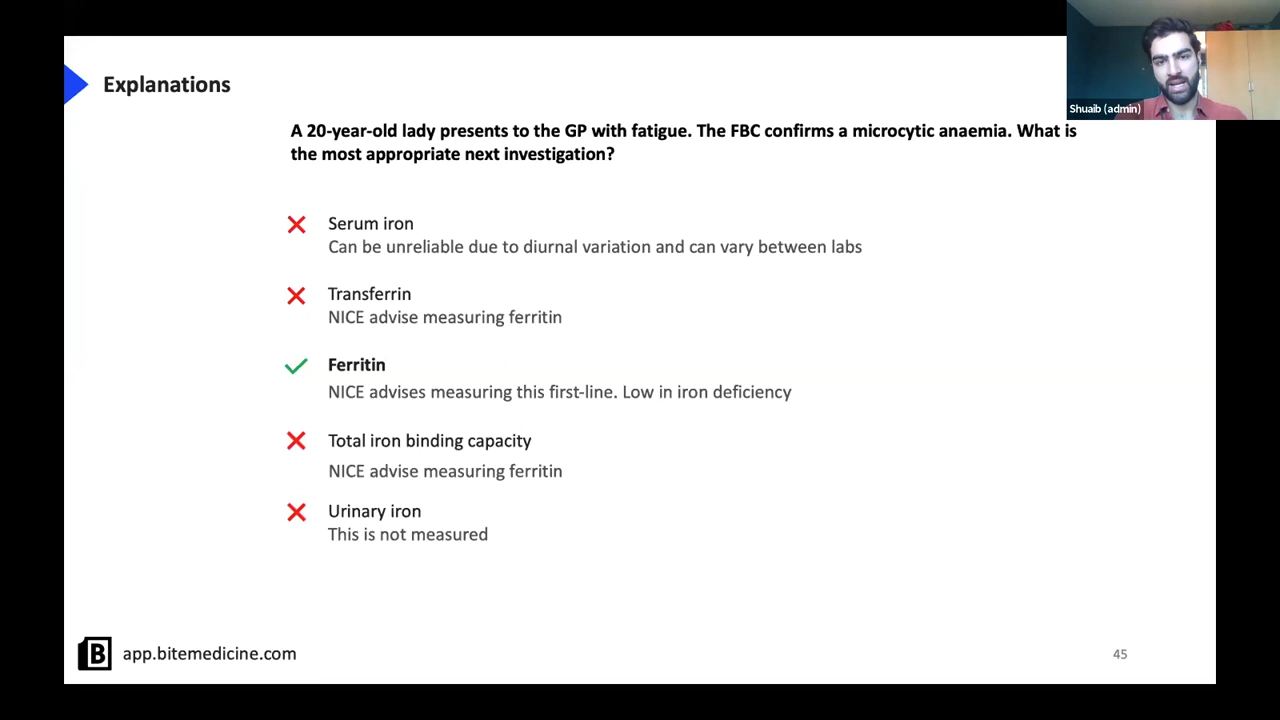 Explanations
Shuaib (admin)
A 20-year-old lady presents to the GP with fatigue. The FBC confirms a microcytic anaemia. What is
the most appropriate next investigation?
Serum iron
Can be unreliable due to diurnal variation and can vary between labs
Transferrin
NICE advise measuring ferritin
Ferritin
NICE advises measuring this first-line. Low in iron deficiency
Total iron binding capacity
NICE advise measuring ferritin
Urinary iron
This is not measured
B app.bitemedicine.com
45